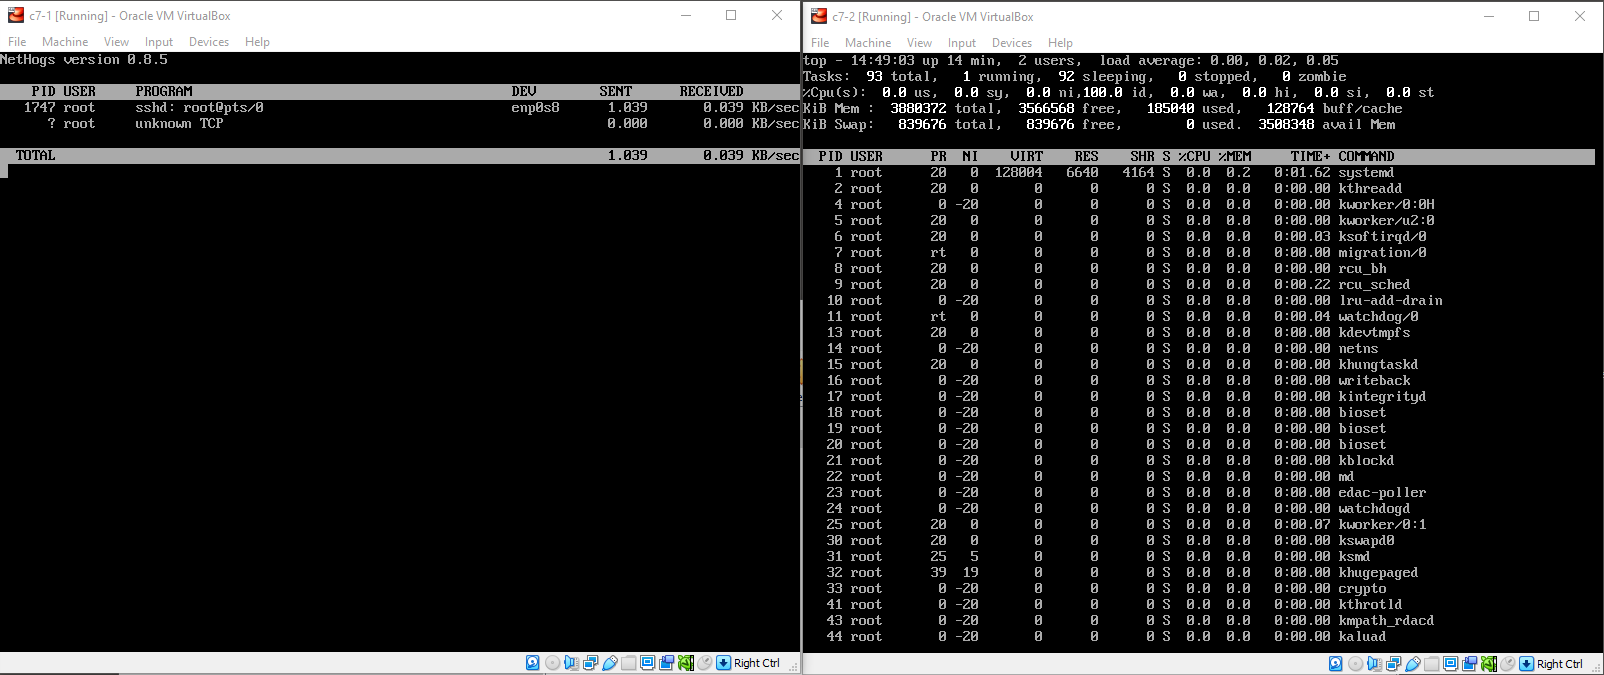 c7-1 [Running] - Oracle VM VirtualBox
File Machine View Input Devices Help
NetHogs version 0.8.5
PID USER PROGRAM DEV SENT RECEIVED
1747 root sshd: root@pts/0 enp0s8 1.039 0.039 KB/sec
? root unknown TCP 0.000 0.000 KB/sec
TOTAL 1.039 0.039 KB/sec
Right Ctrl
c7-2 [Running] - Oracle VM VirtualBox
File Machine View Input Devices Help
top - 14:49:03 up 14 min, 2 users, load average: 0.00, 0.02, 0.05
Tasks: 93 total, 1 running, 92 sleeping, 0 stopped, 0 zombie
%Cpu(s): 0.0 us, 0.0 sy, 0.0 ni,100.0 id, 0.0 wa, 0.0 hi, 0.0 si, 0.0 st
KiB Mem : 3880372 total, 3566568 free, 185040 used, 128764 buff/cache
KiB Swap: 839676 total, 839676 free, 0 used. 3508348 avail Mem
PID USER PR NI VIRT RES SHR S %CPU %MEM TIME+ COMMAND
1 root 20 0 128004 6640 4164 S 0.0 0.2 0:01.62 systemd
2 root 20 0 0 0 0 S 0.0 0.0 0:00.00 kthreadd
4 root 0 -20 0 0 0 S 0.0 0.0 0:00.00 kworker/0:0H
5 root 20 0 0 0 0 S 0.0 0.0 0:00.00 kworker/u2:0
6 root 20 0 0 0 0 S 0.0 0.0 0:00.03 ksoftirqd/0
7 root rt 0 0 0 0 S 0.0 0.0 0:00.00 migration/0
8 root 20 0 0 0 0 S 0.0 0.0 0:00.00 rcu_bh
9 root 20 0 0 0 0 S 0.0 0.0 0:00.22 rcu_sched
10 root 0 -20 0 0 0 S 0.0 0.0 0:00.00 lru-add-drain
11 root rt 0 0 0 0 S 0.0 0.0 0:00.04 watchdog/0
13 root 20 0 0 0 0 S 0.0 0.0 0:00.00 kdevtmpfs
14 root 0 -20 0 0 0 S 0.0 0.0 0:00.00 netns
15 root 20 0 0 0 0 S 0.0 0.0 0:00.00 khungtaskd
16 root 0 -20 0 0 0 S 0.0 0.0 0:00.00 writeback
17 root 0 -20 0 0 0 S 0.0 0.0 0:00.00 kintegrityd
18 root 0 -20 0 0 0 S 0.0 0.0 0:00.00 bioset
19 root 0 -20 0 0 0 S 0.0 0.0 0:00.00 bioset
20 root 0 -20 0 0 0 S 0.0 0.0 0:00.00 bioset
21 root 0 -20 0 0 0 S 0.0 0.0 0:00.00 kblockd
22 root 0 -20 0 0 0 S 0.0 0.0 0:00.00 md
23 root 0 -20 0 0 0 S 0.0 0.0 0:00.00 edac-poller
24 root 0 -20 0 0 0 S 0.0 0.0 0:00.00 watchdogd
25 root 20 0 0 0 0 S 0.0 0.0 0:00.07 kworker/0:1
30 root 20 0 0 0 0 S 0.0 0.0 0:00.00 kswapd0
31 root 25 5 0 0 0 S 0.0 0.0 0:00.00 ksmd
32 root 39 19 0 0 0 S 0.0 0.0 0:00.00 khugepaged
33 root 0 -20 0 0 0 S 0.0 0.0 0:00.00 crypto
41 root 0 -20 0 0 0 S 0.0 0.0 0:00.00 kthrotld
43 root 0 -20 0 0 0 S 0.0 0.0 0:00.00 kmpath_rdacd
44 root 0 -20 0 0 0 S 0.0 0.0 0:00.00 kaluad
Right Ctrl